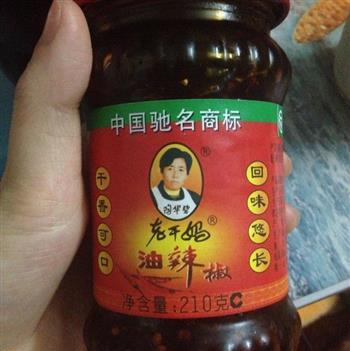 中国驰名商标
®
陶华碧
老干妈®
油辣椒
干香可口
回味悠长
净含量:210克C